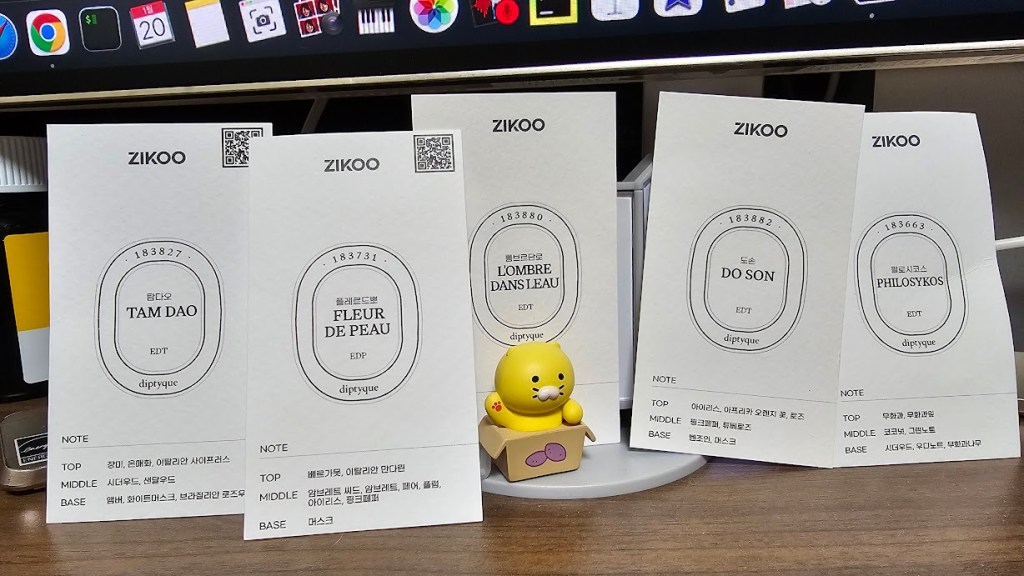 1월
20
ZIKOO
· 183827 ·
탐다오
TAM DAO
EDT
diptyque
NOTE
TOP 장미, 은매화, 이탈리안 사이프러스
MIDDLE 시더우드, 샌달우드
BASE 앰버, 화이트머스크, 브라질리안 로즈우
ZIKOO
· 183731 ·
플레르드뽀
FLEUR
DE PEAU
EDP
diptyque
NOTE
TOP 베르가못, 이탈리안 만다린
MIDDLE 암브레트 씨드, 암브레트, 페어, 플럼,
아이리스, 핑크페퍼
BASE 머스크
ZIKOO
· 183880 ·
롬브르단로
L'OMBRE
DANS L'EAU
EDT
diptyque
ZIKOO
· 183882 ·
도손
DO SON
EDT
diptyque
NOTE
TOP 아이리스, 아프리카 오렌지 꽃, 로즈
MIDDLE 핑크페퍼, 튜베로즈
BASE 벤조인, 머스크
ZIKOO
· 183663 ·
필로시코스
PHILOSYKOS
EDT
diptyque
NOTE
TOP 무화과, 무화과잎
MIDDLE 코코넛, 그린노트
BASE 시더우드, 우디노트, 무화과나무